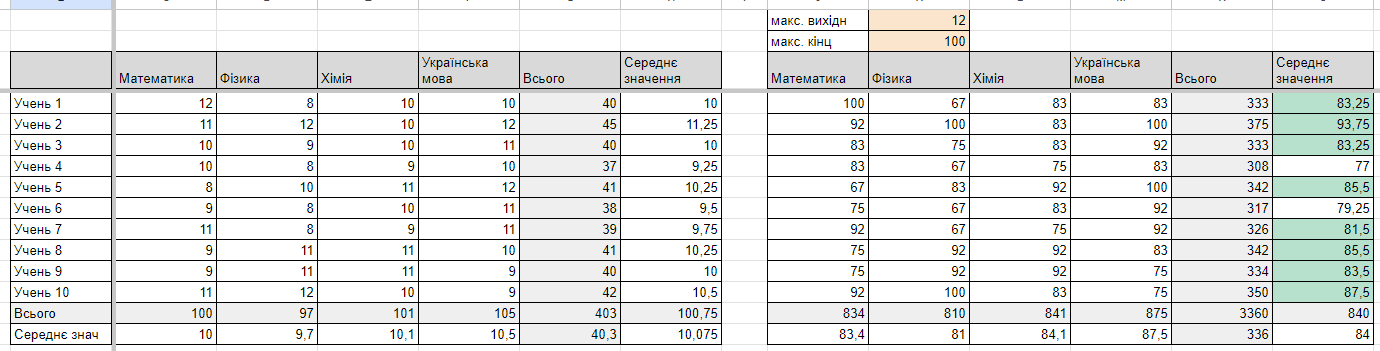 макс. вихідн 12
макс. кінц 100
Математика Фізика Хімія Українська мова Всього Середнє значення Математика Фізика Хімія Українська мова Всього Середнє значення
Учень 1 12 8 10 10 40 10 100 67 83 83 333 83,25
Учень 2 11 12 10 12 45 11,25 92 100 83 100 375 93,75
Учень 3 10 9 10 11 40 10 83 75 83 92 333 83,25
Учень 4 10 8 9 10 37 9,25 83 67 75 83 308 77
Учень 5 8 10 11 12 41 10,25 67 83 92 100 342 85,5
Учень 6 9 8 10 11 38 9,5 75 67 83 92 317 79,25
Учень 7 11 8 9 11 39 9,75 92 67 75 92 326 81,5
Учень 8 9 11 11 10 41 10,25 75 92 92 83 342 85,5
Учень 9 9 11 11 9 40 10 75 92 92 75 334 83,5
Учень 10 11 12 10 9 42 10,5 92 100 83 75 350 87,5
Всього 100 97 101 105 403 100,75 834 810 841 875 3360 840
Середнє знач 10 9,7 10,1 10,5 40,3 10,075 83,4 81 84,1 87,5 336 84